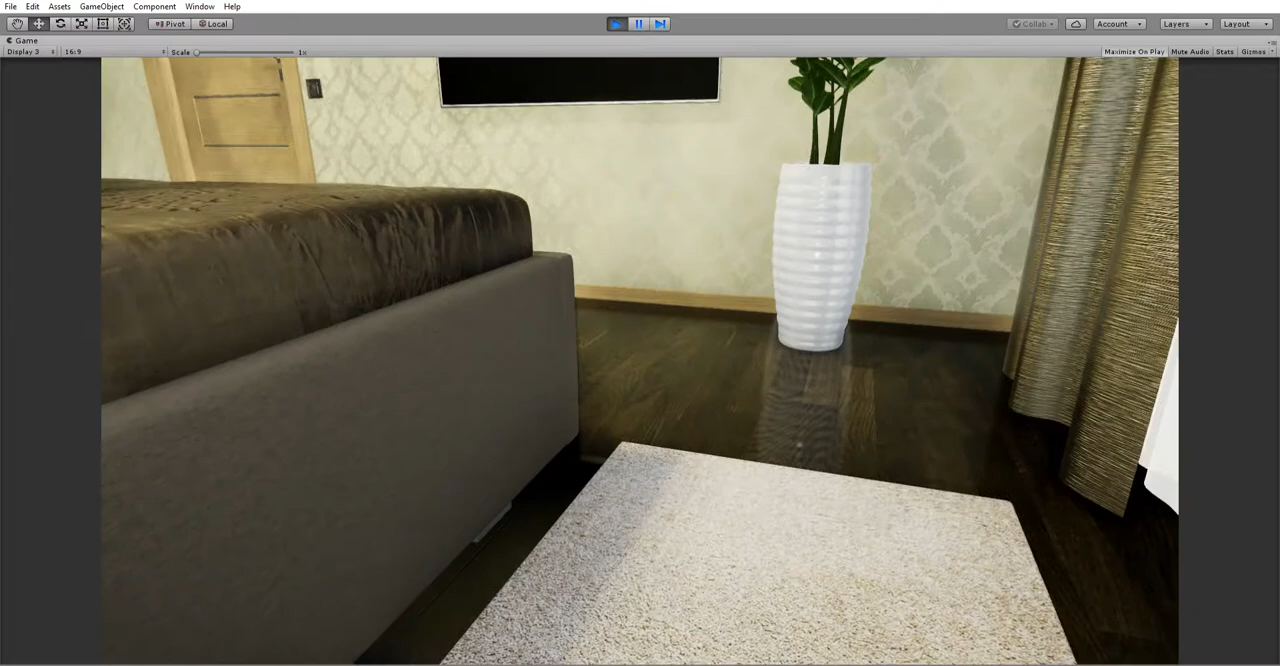 File Edit Assets GameObject Component Window Help
Pivot Local Collab Account Layers Layout
Game
Display 3 16:9 Scale 1x Maximize On Play Mute Audio Stats Gizmos